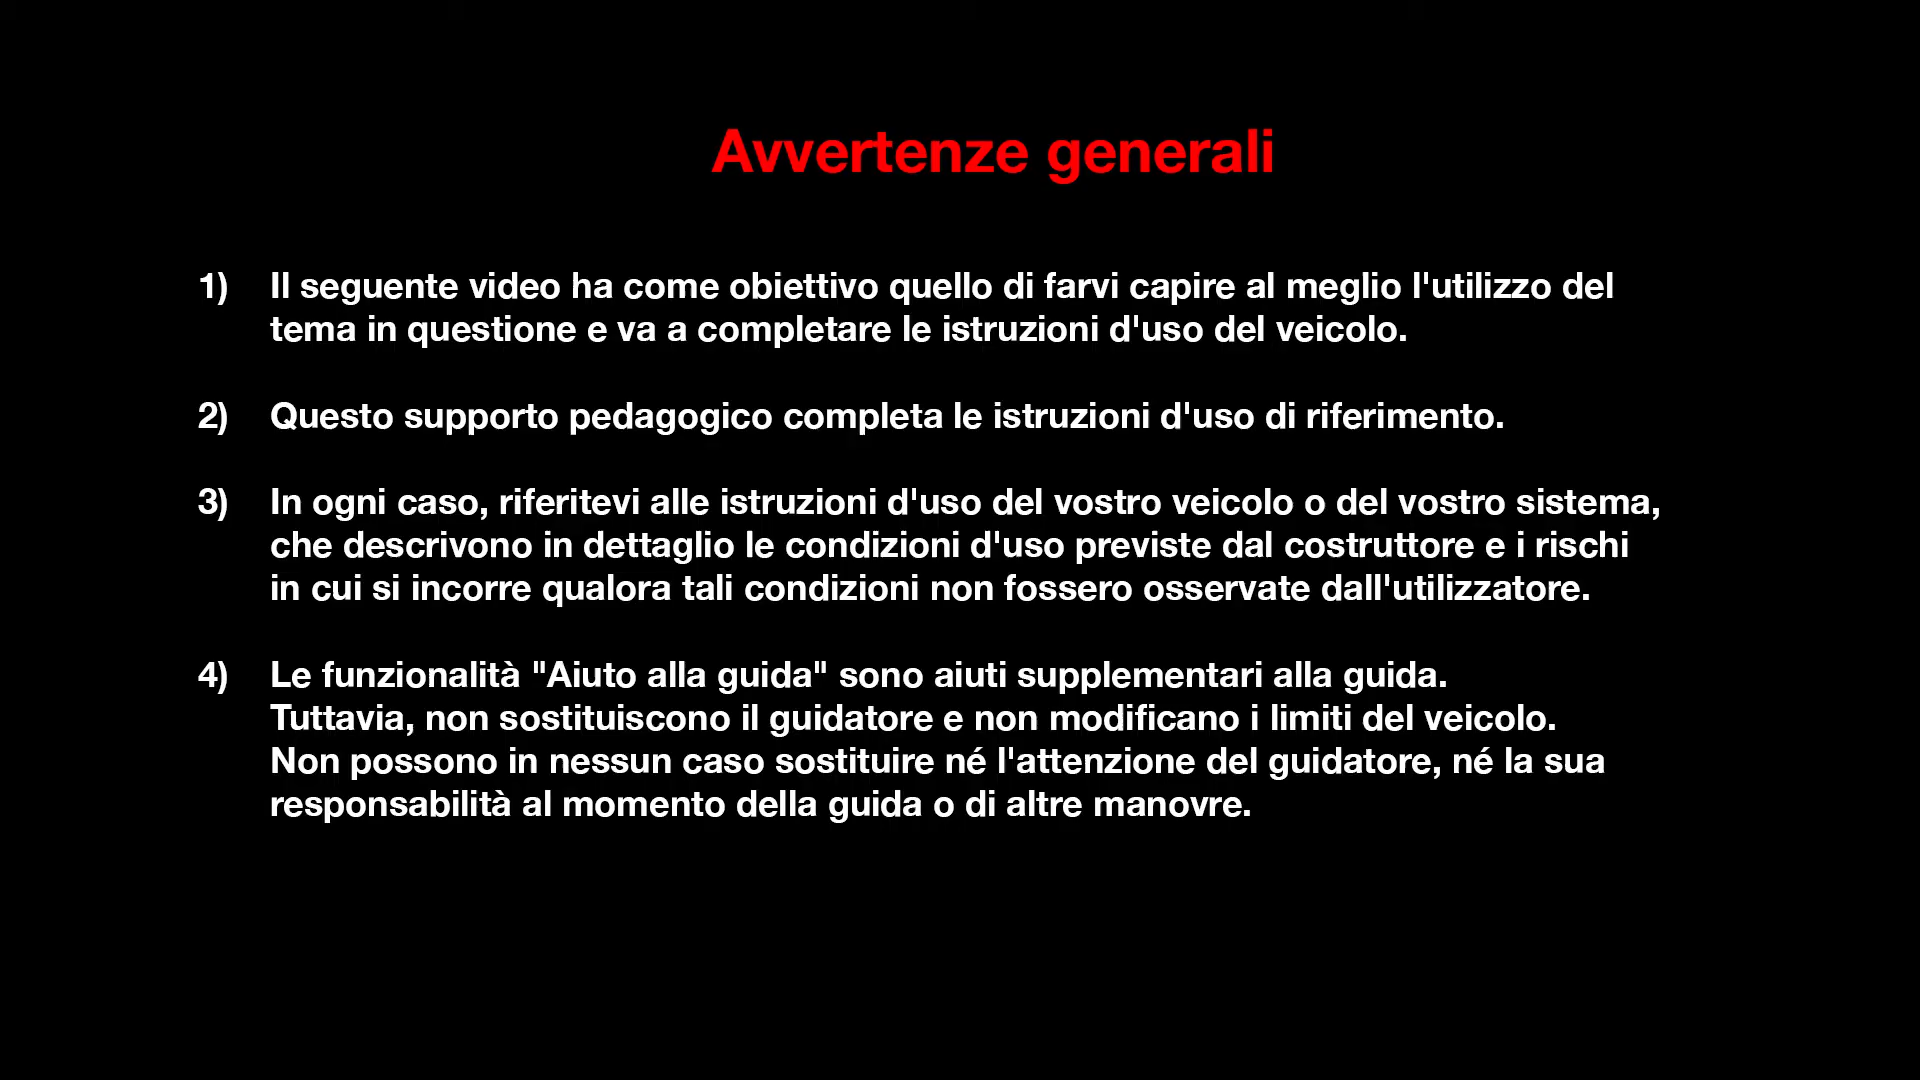 Avvertenze generali
1) Il seguente video ha come obiettivo quello di farvi capire al meglio l'utilizzo del
tema in questione e va a completare le istruzioni d'uso del veicolo.
2) Questo supporto pedagogico completa le istruzioni d'uso di riferimento.
3) In ogni caso, riferitevi alle istruzioni d'uso del vostro veicolo o del vostro sistema,
che descrivono in dettaglio le condizioni d'uso previste dal costruttore e i rischi
in cui si incorre qualora tali condizioni non fossero osservate dall'utilizzatore.
4) Le funzionalità "Aiuto alla guida" sono aiuti supplementari alla guida.
Tuttavia, non sostituiscono il guidatore e non modificano i limiti del veicolo.
Non possono in nessun caso sostituire né l'attenzione del guidatore, né la sua
responsabilità al momento della guida o di altre manovre.